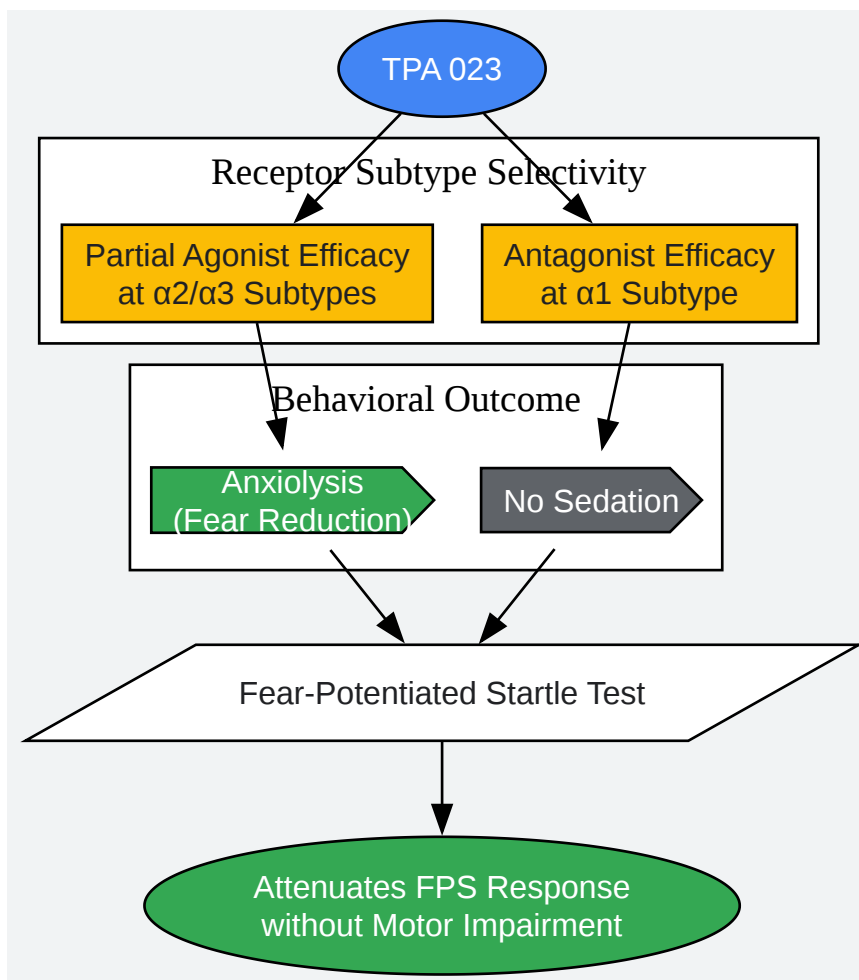 TPA 023
Receptor Subtype Selectivity
Partial Agonist Efficacy
at α2/α3 Subtypes
Antagonist Efficacy
at α1 Subtype
Behavioral Outcome
Anxiolysis
(Fear Reduction)
No Sedation
Fear-Potentiated Startle Test
Attenuates FPS Response
without Motor Impairment